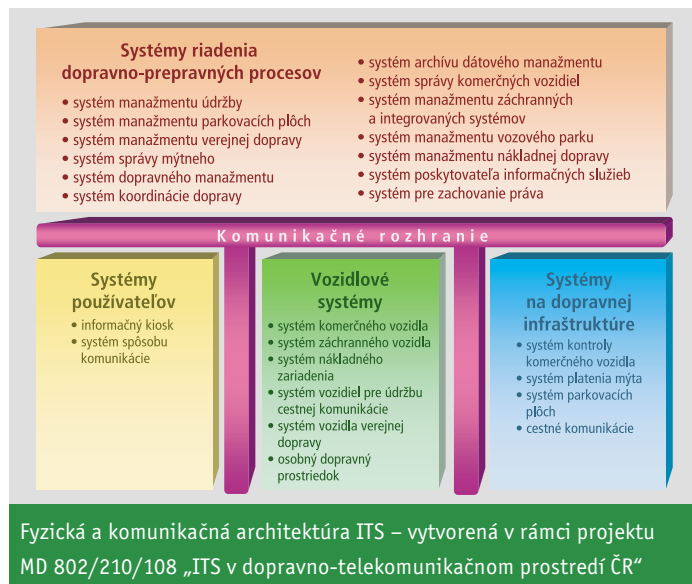 Systémy riadenia
dopravno-prepravných procesov
• systém manažmentu údržby
• systém manažmentu parkovacích plôch
• systém manažmentu verejnej dopravy
• systém správy mýtneho
• systém dopravného manažmentu
• systém koordinácie dopravy
• systém archívu dátového manažmentu
• systém správy komerčných vozidiel
• systém manažmentu záchranných
a integrovaných systémov
• systém manažmentu vozového parku
• systém manažmentu nákladnej dopravy
• systém poskytovateľa informačných služieb
• systém pre zachovanie práva
Komunikačné rozhranie
Systémy
používateľov
• informačný kiosk
• systém spôsobu
komunikácie
Vozidlové
systémy
• systém komerčného vozidla
• systém záchranného vozidla
• systém nákladného
zariadenia
• systém vozidiel pre údržbu
cestnej komunikácie
• systém vozidla verejnej
dopravy
• osobný dopravný
prostriedok
Systémy
na dopravnej
infraštruktúre
• systém kontroly
komerčného vozidla
• systém platenia mýta
• systém parkovacích
plôch
• cestné komunikácie
Fyzická a komunikačná architektúra ITS – vytvorená v rámci projektu
MD 802/210/108 „ITS v dopravno-telekomunikačnom prostredí ČR“